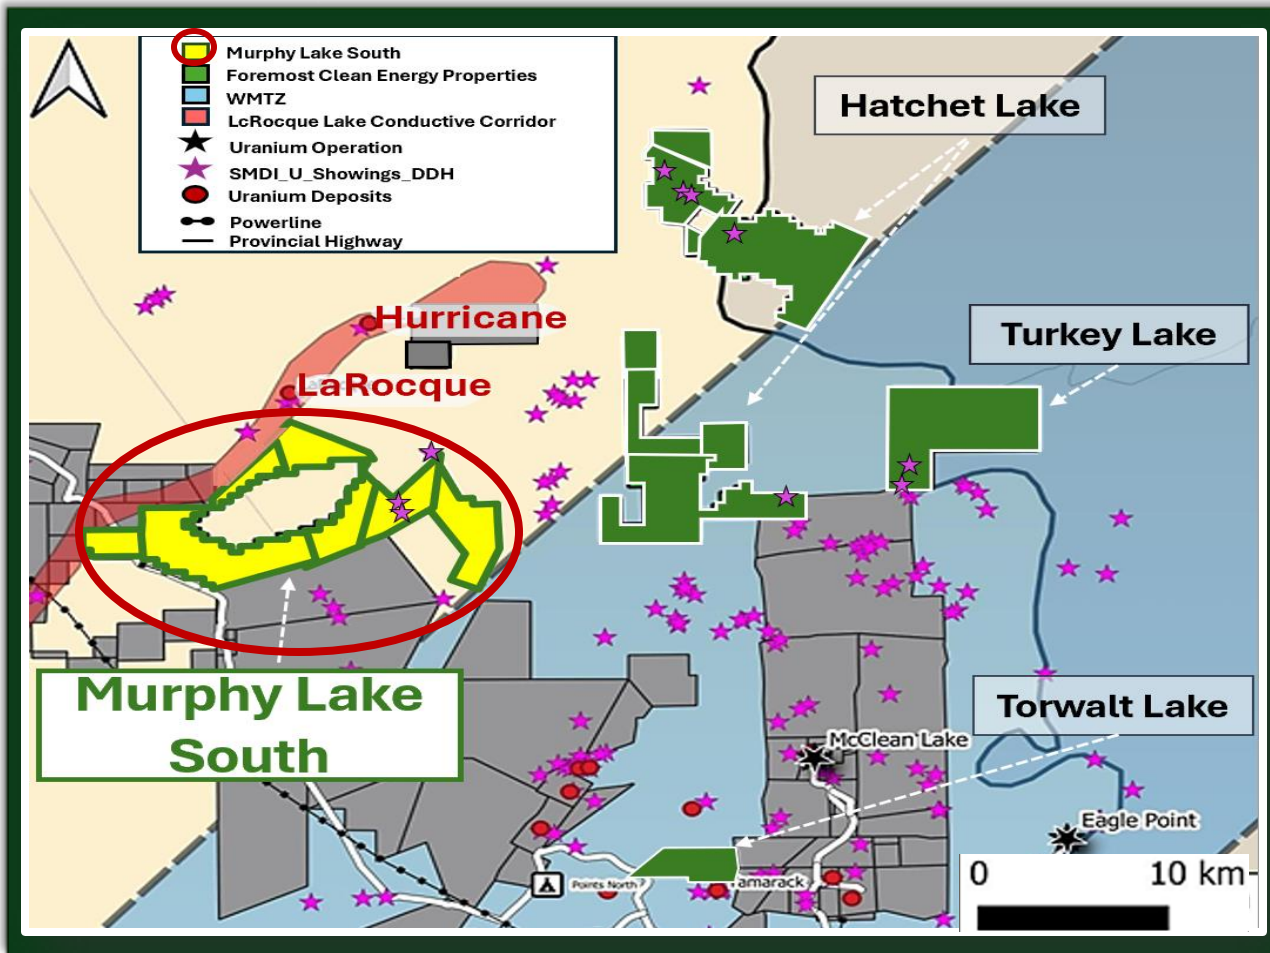 Murphy Lake South
Foremost Clean Energy Properties
WMTZ
LcRocque Lake Conductive Corridor
Uranium Operation
SMDI_U_Showings_DDH
Uranium Deposits
Powerline
Provincial Highway
Hatchet Lake
Hurricane
Turkey Lake
LaRocque
Murphy Lake
South
Torwalt Lake
McClean Lake
Eagle Point
Points North
Tamarack
0 10 km